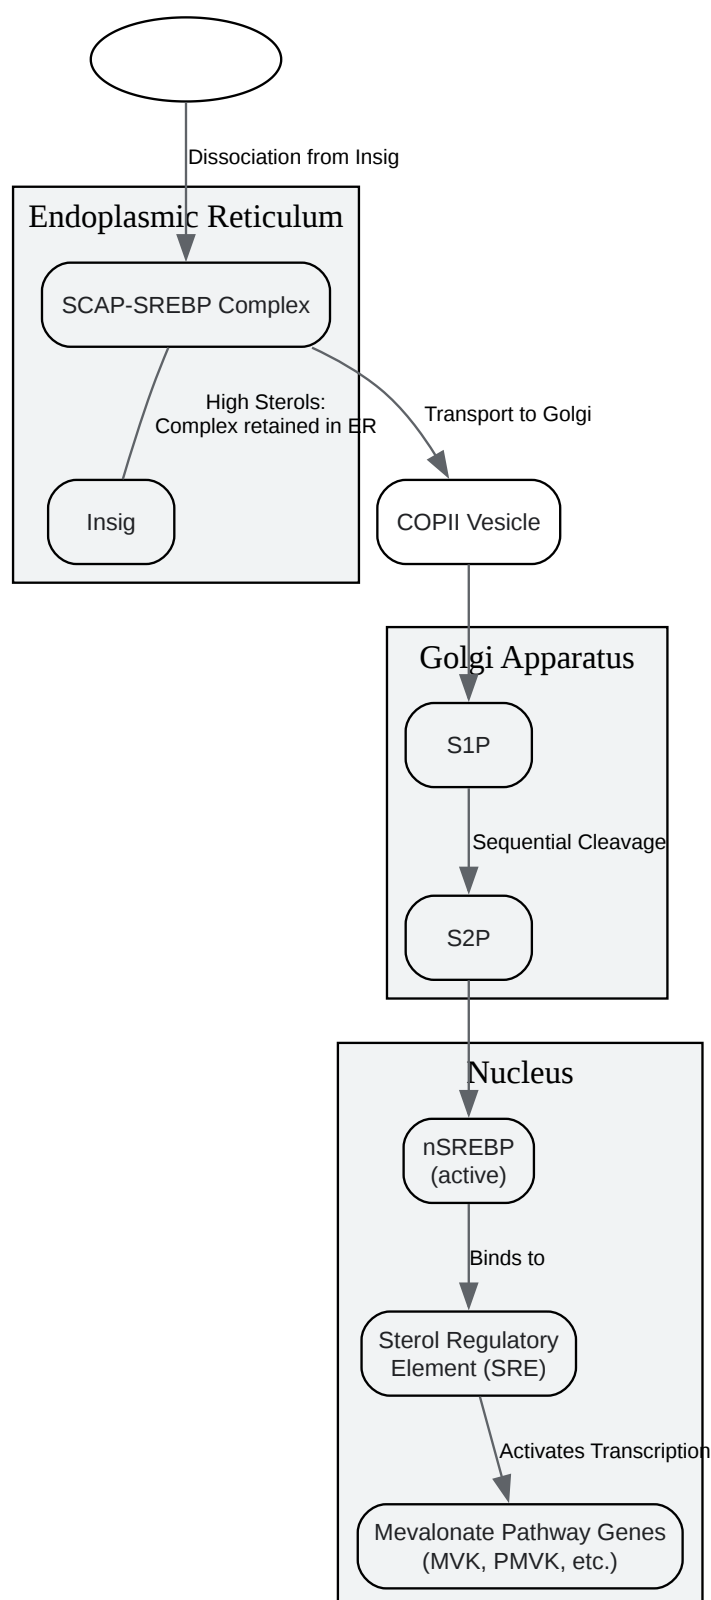 Dissociation from Insig
Endoplasmic Reticulum
SCAP-SREBP Complex
High Sterols:
Complex retained in ER
Transport to Golgi
Insig
COPII Vesicle
Golgi Apparatus
S1P
Sequential Cleavage
S2P
Nucleus
nSREBP
(active)
Binds to
Sterol Regulatory
Element (SRE)
Activates Transcription
Mevalonate Pathway Genes
(MVK, PMVK, etc.)